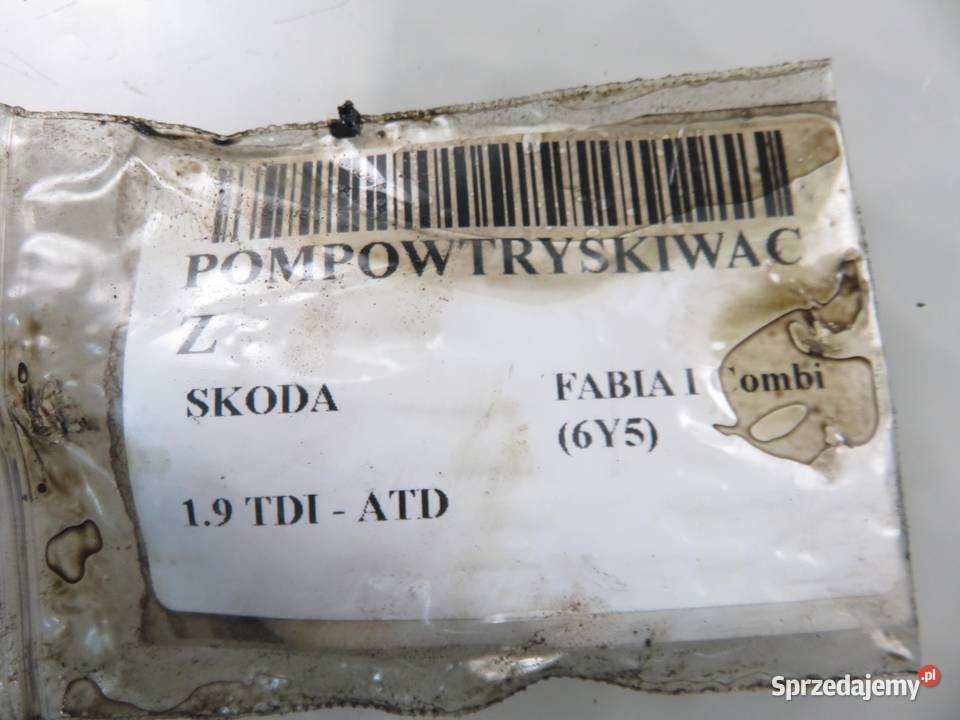 POMPOWTRYSKIWAC
Z
SKODA
FABIA I Combi
(6Y5)
1.9 TDI - ATD
Sprzedajemy.pl